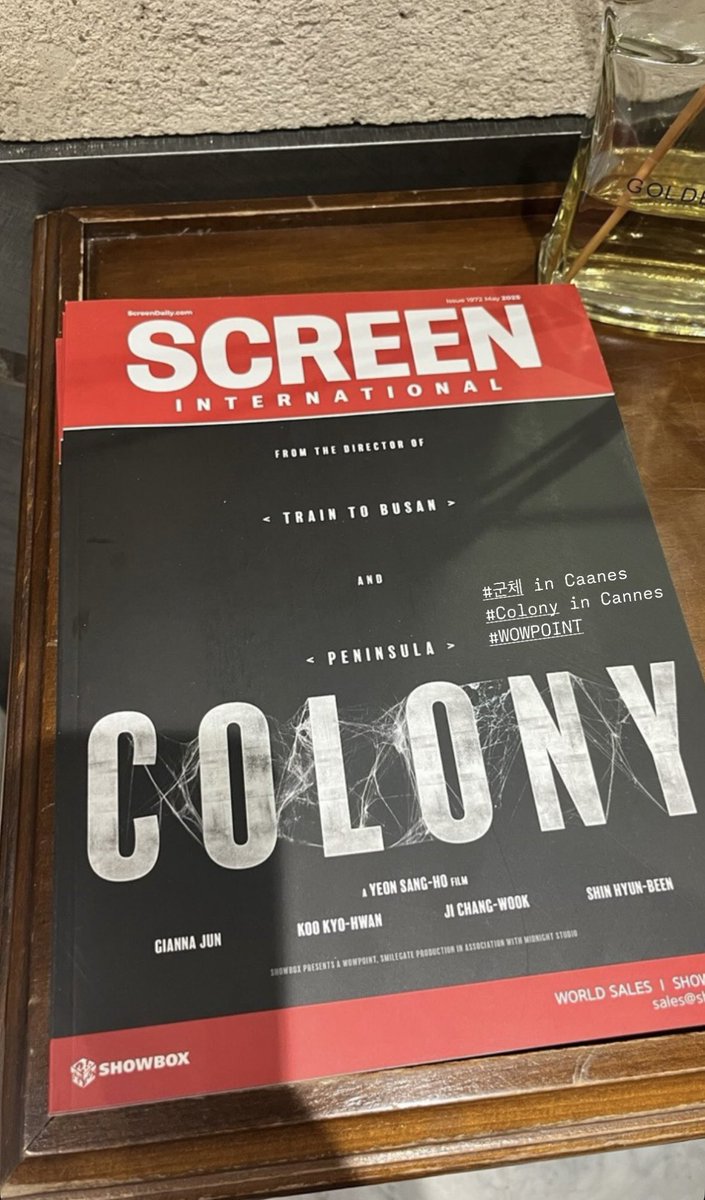 GOLDE
ScreenDaily.com
Issue 1972 May 2025
SCREEN
INTERNATIONAL
FROM THE DIRECTOR OF
< TRAIN TO BUSAN >
AND
< PENINSULA >
#군체 in Caanes
#Colony in Cannes
#WOWPOINT
COLONY
A YEON SANG-HO FILM
GIANNA JUN KOO KYO-HWAN JI CHANG-WOOK SHIN HYUN-BEEN
SHOWBOX PRESENTS A WOWPOINT, SMILEGATE PRODUCTION IN ASSOCIATION WITH MIDNIGHT STUDIO
WORLD SALES | SHOW
sales@sh
SHOWBOX